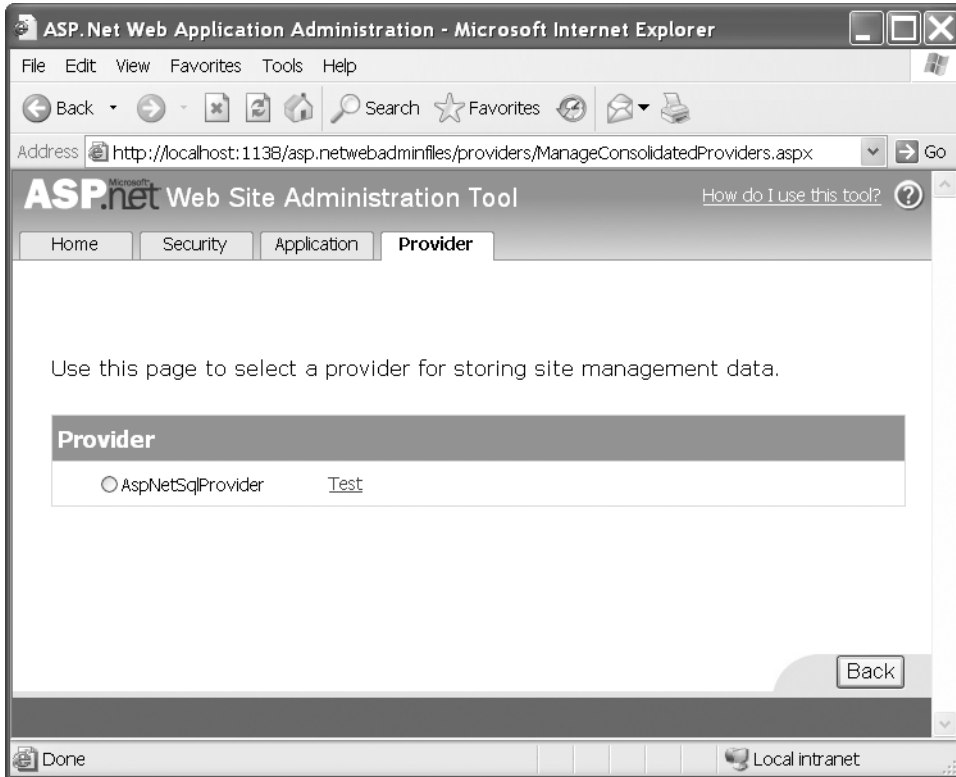 ASP.Net Web Application Administration - Microsoft Internet Explorer
File Edit View Favorites Tools Help
Back Search Favorites
Address http://localhost:1138/asp.netwebadminfiles/providers/ManageConsolidatedProviders.aspx Go
Microsoft ASP.net Web Site Administration Tool How do I use this tool? ?
Home Security Application Provider
Use this page to select a provider for storing site management data.
Provider
AspNetSqlProvider Test
Back
Done Local intranet